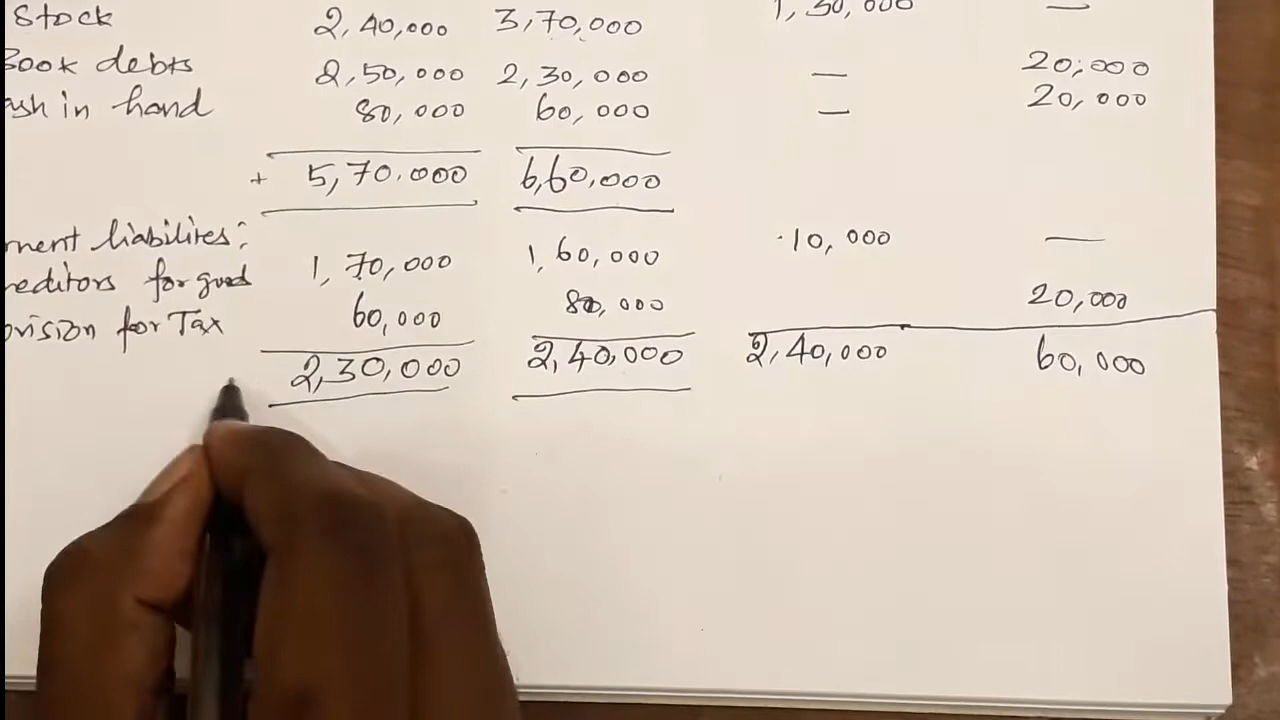 Stock 2,40,000 3,70,000 1,30,000 —
Book debts 2,50,000 2,30,000 — 20,000
ash in hand 80,000 60,000 — 20,000
+ 5,70,000 6,60,000
rrent liabilites:
reditors for good 1,70,000 1,60,000 10,000 —
ovision for Tax 60,000 80,000 20,000
2,30,000 2,40,000 2,40,000 60,000